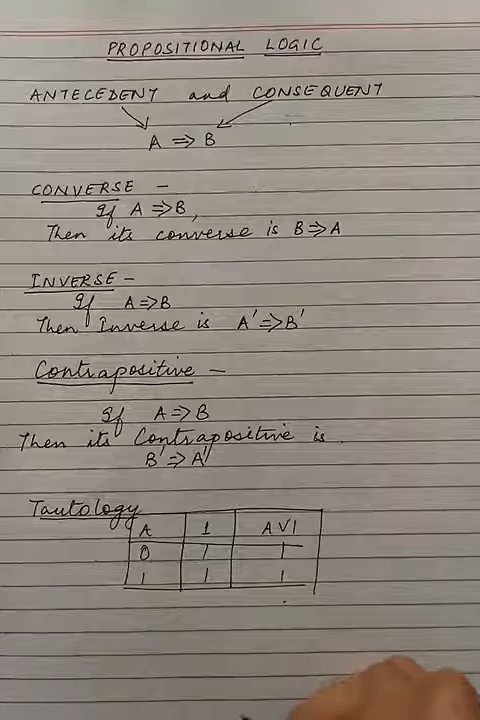 PROPOSITIONAL LOGIC
ANTECEDENT and CONSEQUENT
A ⇒ B
CONVERSE -
If A ⇒ B,
Then its converse is B ⇒ A
INVERSE -
If A ⇒ B
Then Inverse is A' ⇒ B'
Contrapositive -
If A ⇒ B
Then its Contrapositive is.
B' ⇒ A'
Tautology
A 1 A V 1
0 1 1
1 1 1